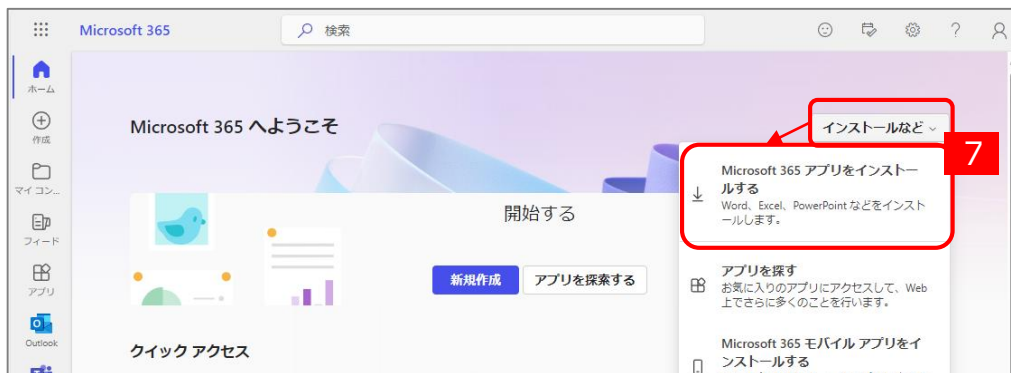 Microsoft 365
検索
ホーム
作成
マイ コン...
フィード
アプリ
Outlook
Microsoft 365 へようこそ
インストールなど
7
Microsoft 365 アプリをインストー
ルする
Word、Excel、PowerPoint などをインスト
ールします。
開始する
新規作成
アプリを探索する
アプリを探す
お気に入りのアプリにアクセスして、Web
上でさらに多くのことを行います。
クイック アクセス
Microsoft 365 モバイル アプリをイ
ンストールする